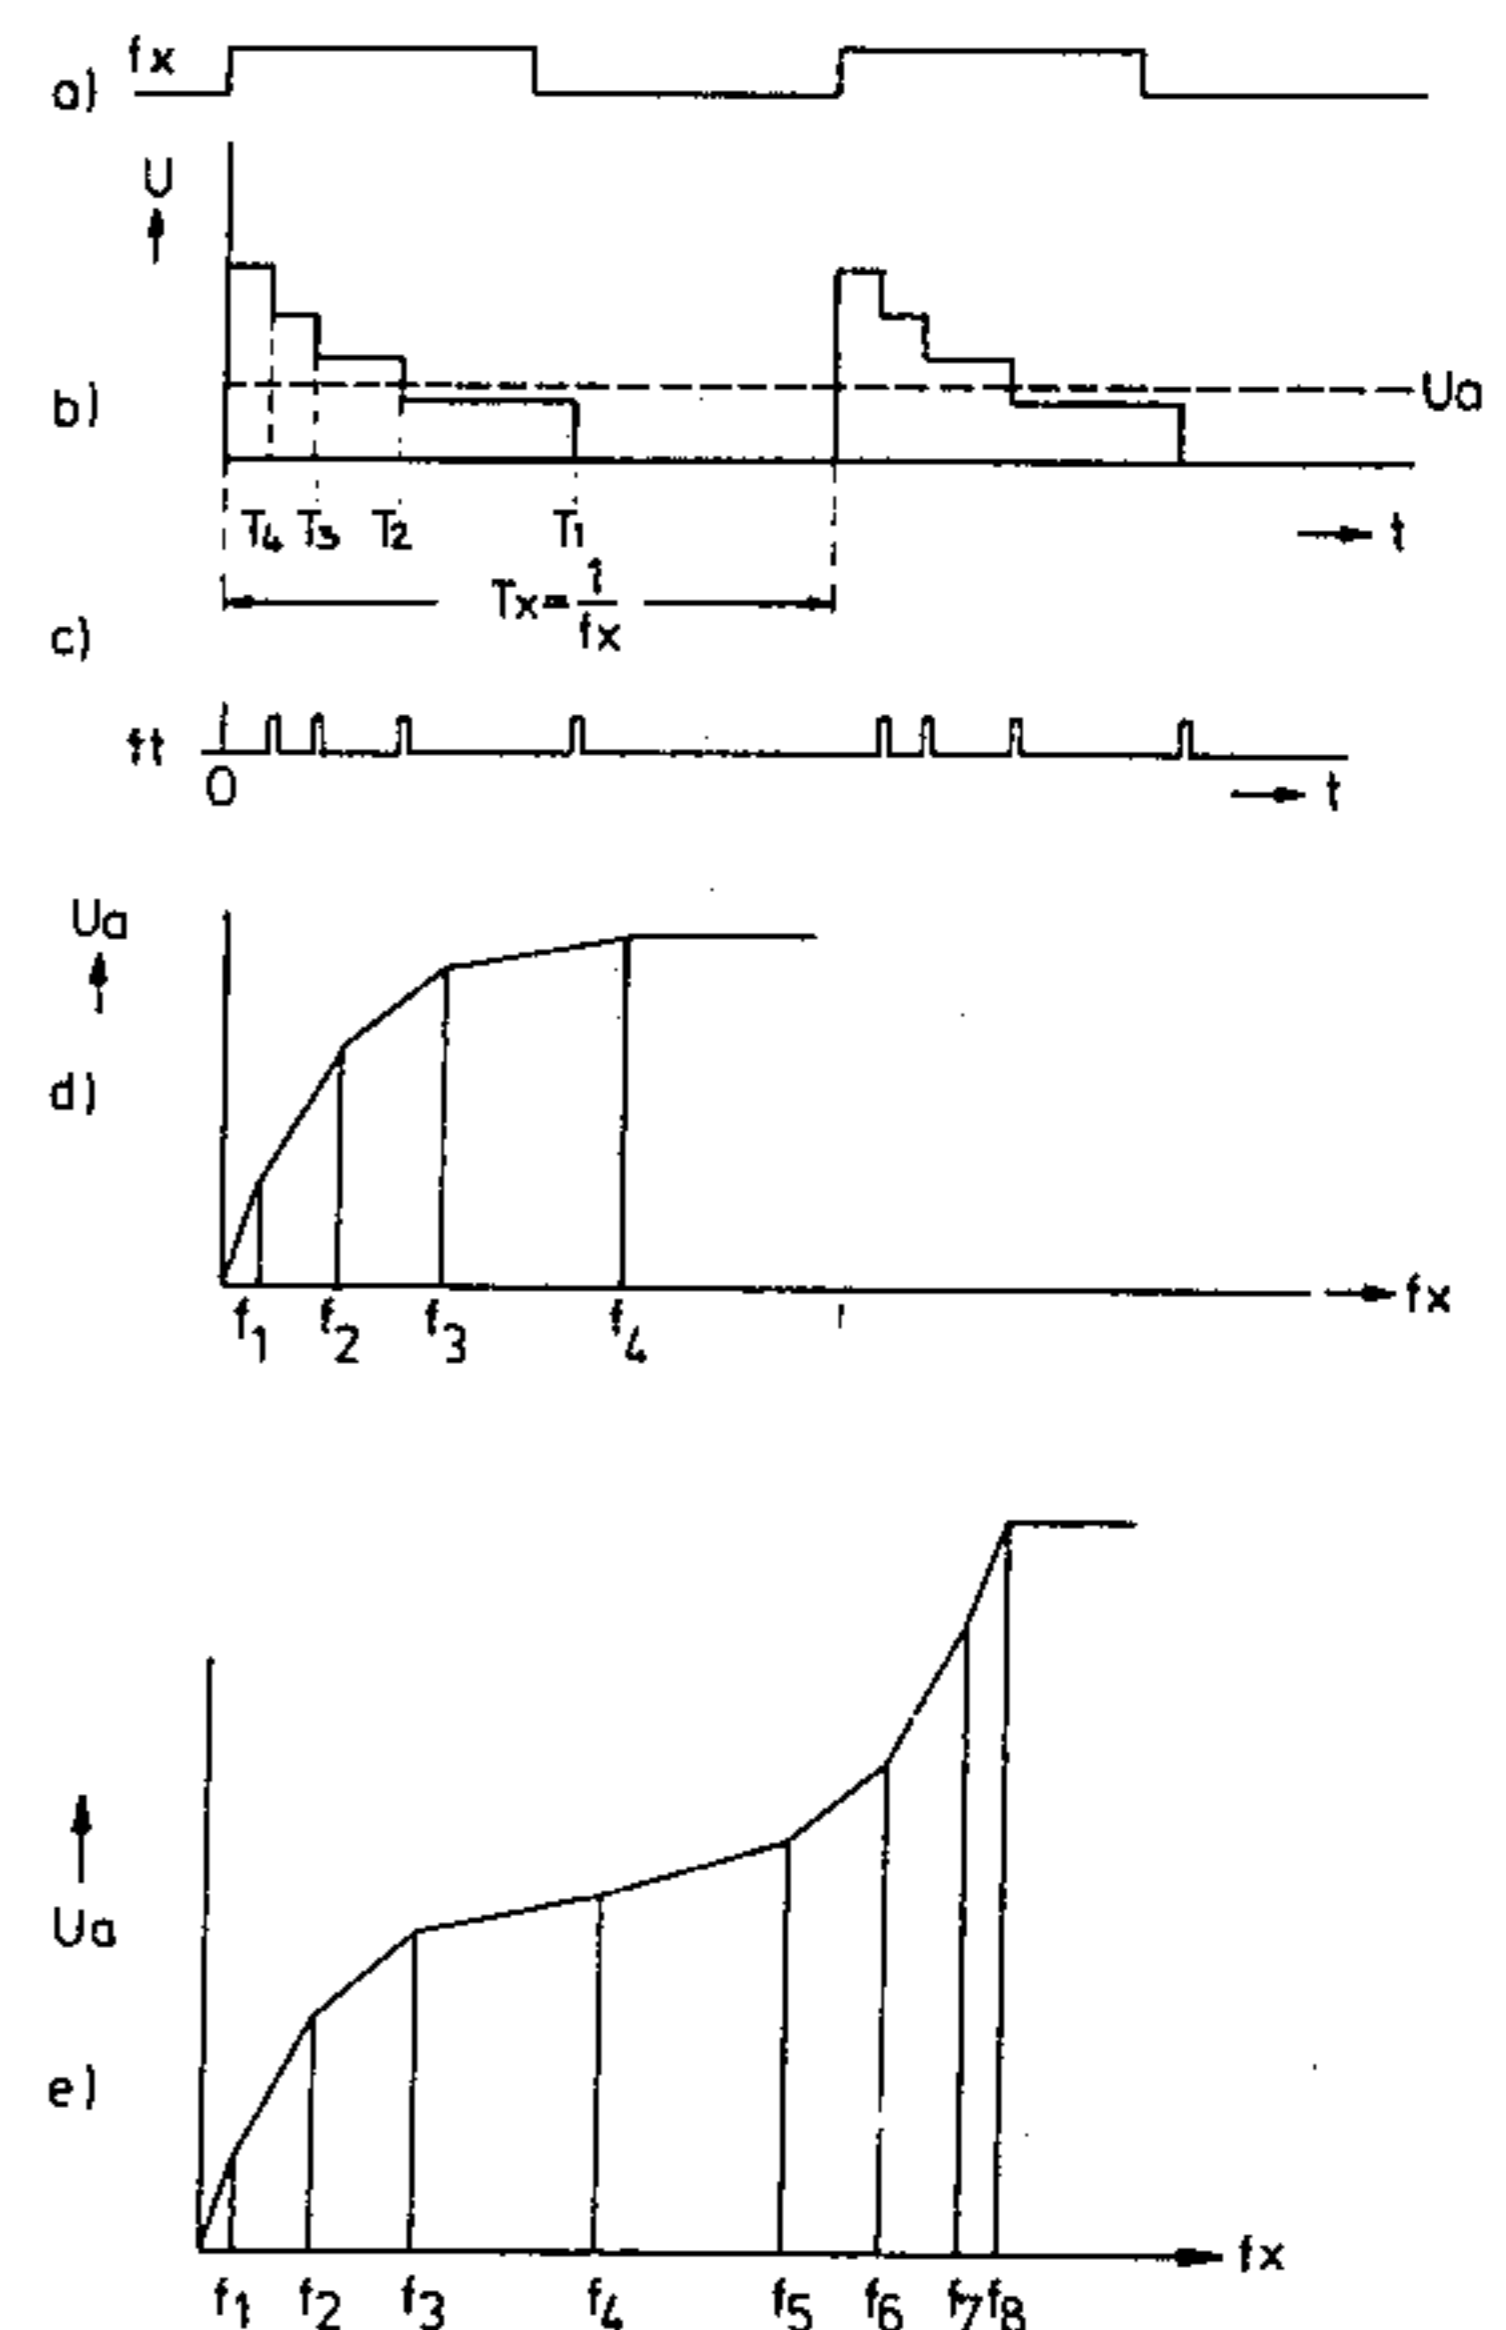 fx
a)
U
b)
Ua
T4 T3 T2 T1
t
Tx=1/fx
c)
ft
0
t
Ua
d)
fx
f1 f2 f3 f4
Ua
e)
fx
f1 f2 f3 f4 f5 f6 f7 f8